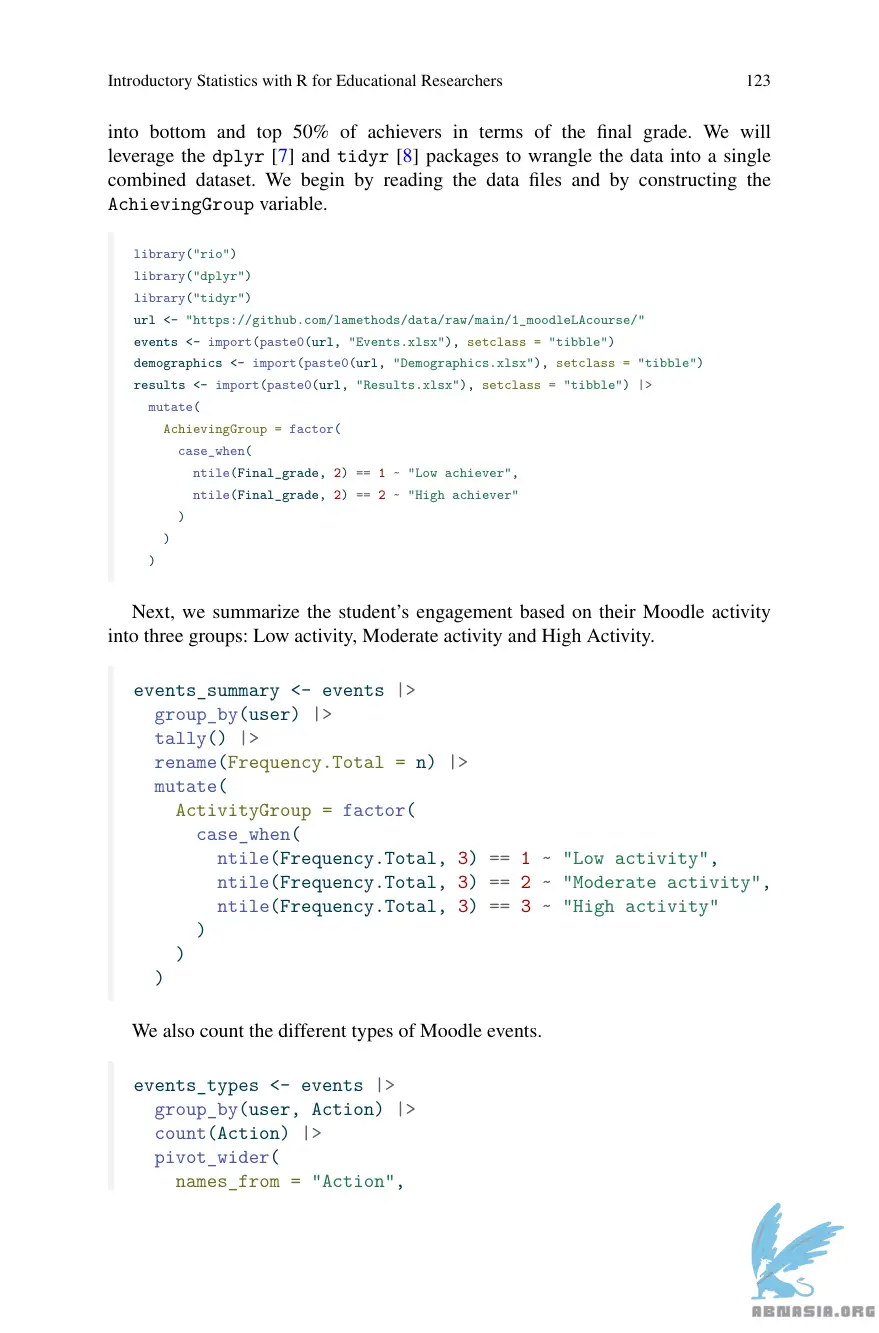 Introductory Statistics with R for Educational Researchers 123
into bottom and top 50% of achievers in terms of the final grade. We will
leverage the dplyr [7] and tidyr [8] packages to wrangle the data into a single
combined dataset. We begin by reading the data files and by constructing the
AchievingGroup variable.
library("rio")
library("dplyr")
library("tidyr")
url <- "https://github.com/lamethods/data/raw/main/1_moodleLAcourse/"
events <- import(paste0(url, "Events.xlsx"), setclass = "tibble")
demographics <- import(paste0(url, "Demographics.xlsx"), setclass = "tibble")
results <- import(paste0(url, "Results.xlsx"), setclass = "tibble") |>
  mutate(
    AchievingGroup = factor(
      case_when(
        ntile(Final_grade, 2) == 1 ~ "Low achiever",
        ntile(Final_grade, 2) == 2 ~ "High achiever"
      )
    )
  )
Next, we summarize the student's engagement based on their Moodle activity
into three groups: Low activity, Moderate activity and High Activity.
events_summary <- events |>
  group_by(user) |>
  tally() |>
  rename(Frequency.Total = n) |>
  mutate(
    ActivityGroup = factor(
      case_when(
        ntile(Frequency.Total, 3) == 1 ~ "Low activity",
        ntile(Frequency.Total, 3) == 2 ~ "Moderate activity",
        ntile(Frequency.Total, 3) == 3 ~ "High activity"
      )
    )
  )
We also count the different types of Moodle events.
events_types <- events |>
  group_by(user, Action) |>
  count(Action) |>
  pivot_wider(
    names_from = "Action",
ABNASIA.ORG